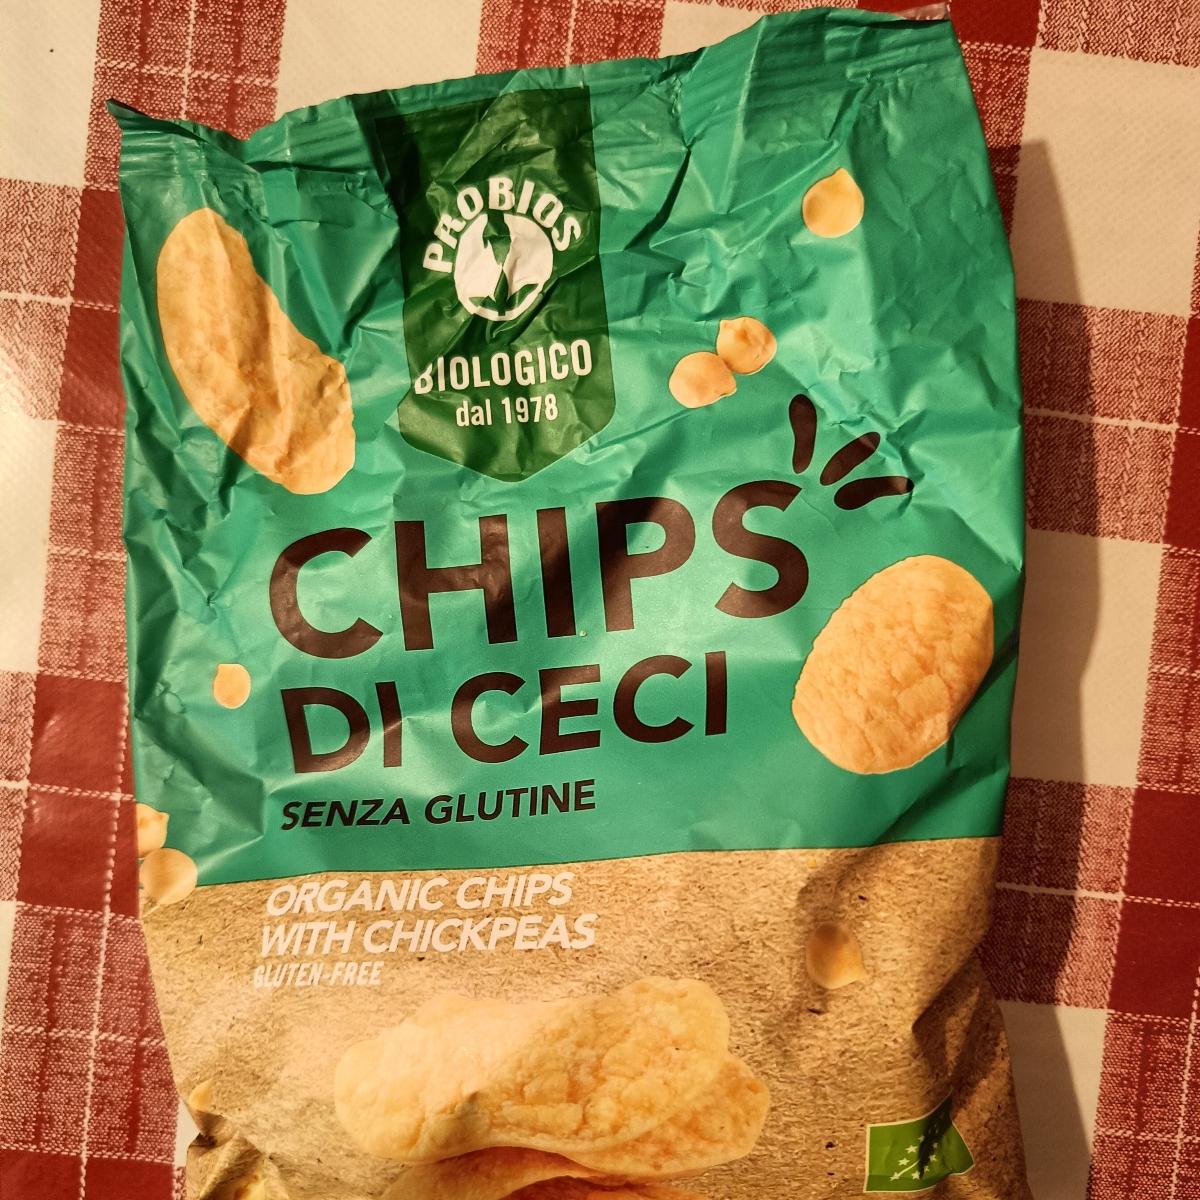 PROBIOS
BIOLOGICO
dal 1978
CHIPS
DI CECI
SENZA GLUTINE
ORGANIC CHIPS
WITH CHICKPEAS
GLUTEN-FREE